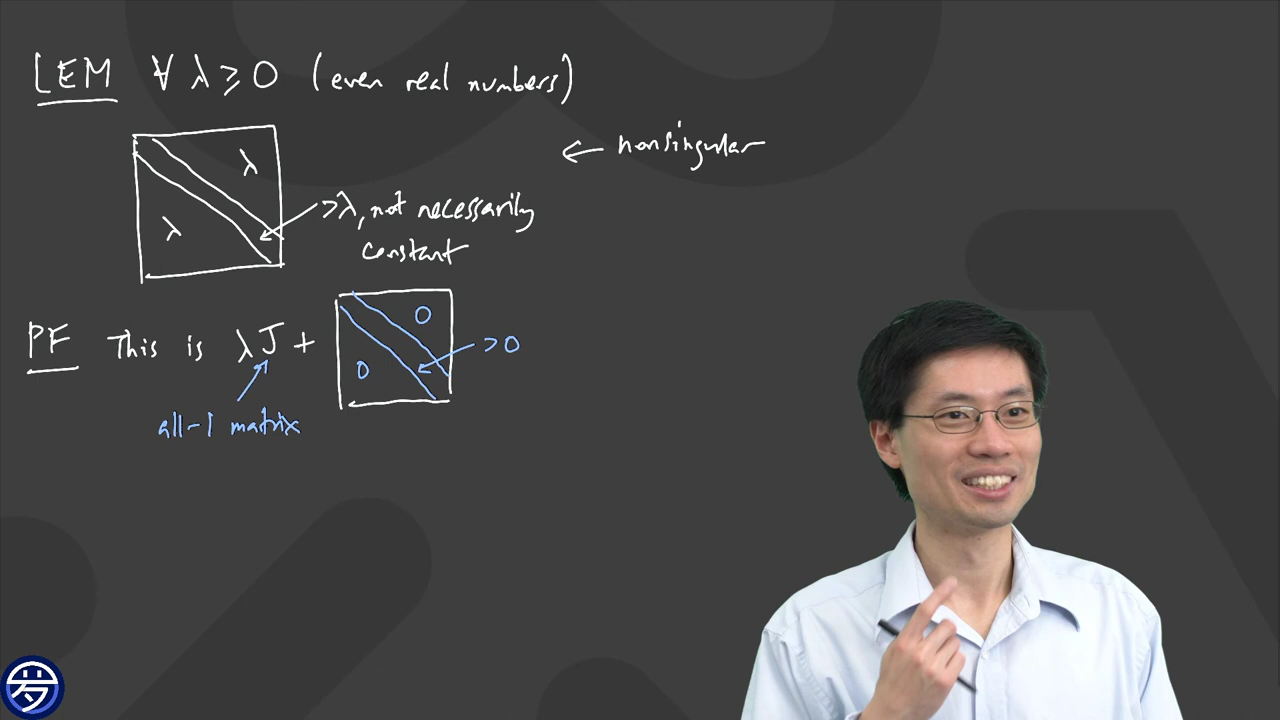 LEM ∀ λ ≥ 0 (even real numbers)
← nonsingular
λ
λ
>λ, not necessarily
constant
PF This is λJ +
0
0
>0
all-1 matrix